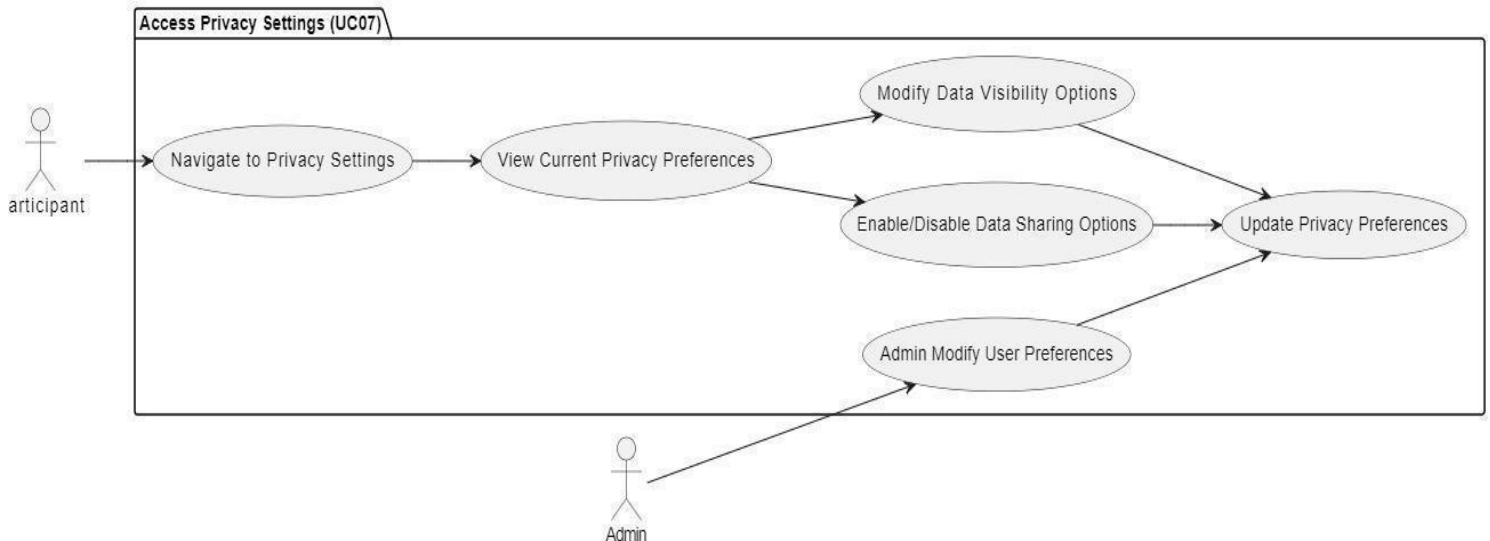 Access Privacy Settings (UC07)
Modify Data Visibility Options
Navigate to Privacy Settings
View Current Privacy Preferences
articipant
Enable/Disable Data Sharing Options
Update Privacy Preferences
Admin Modify User Preferences
Admin